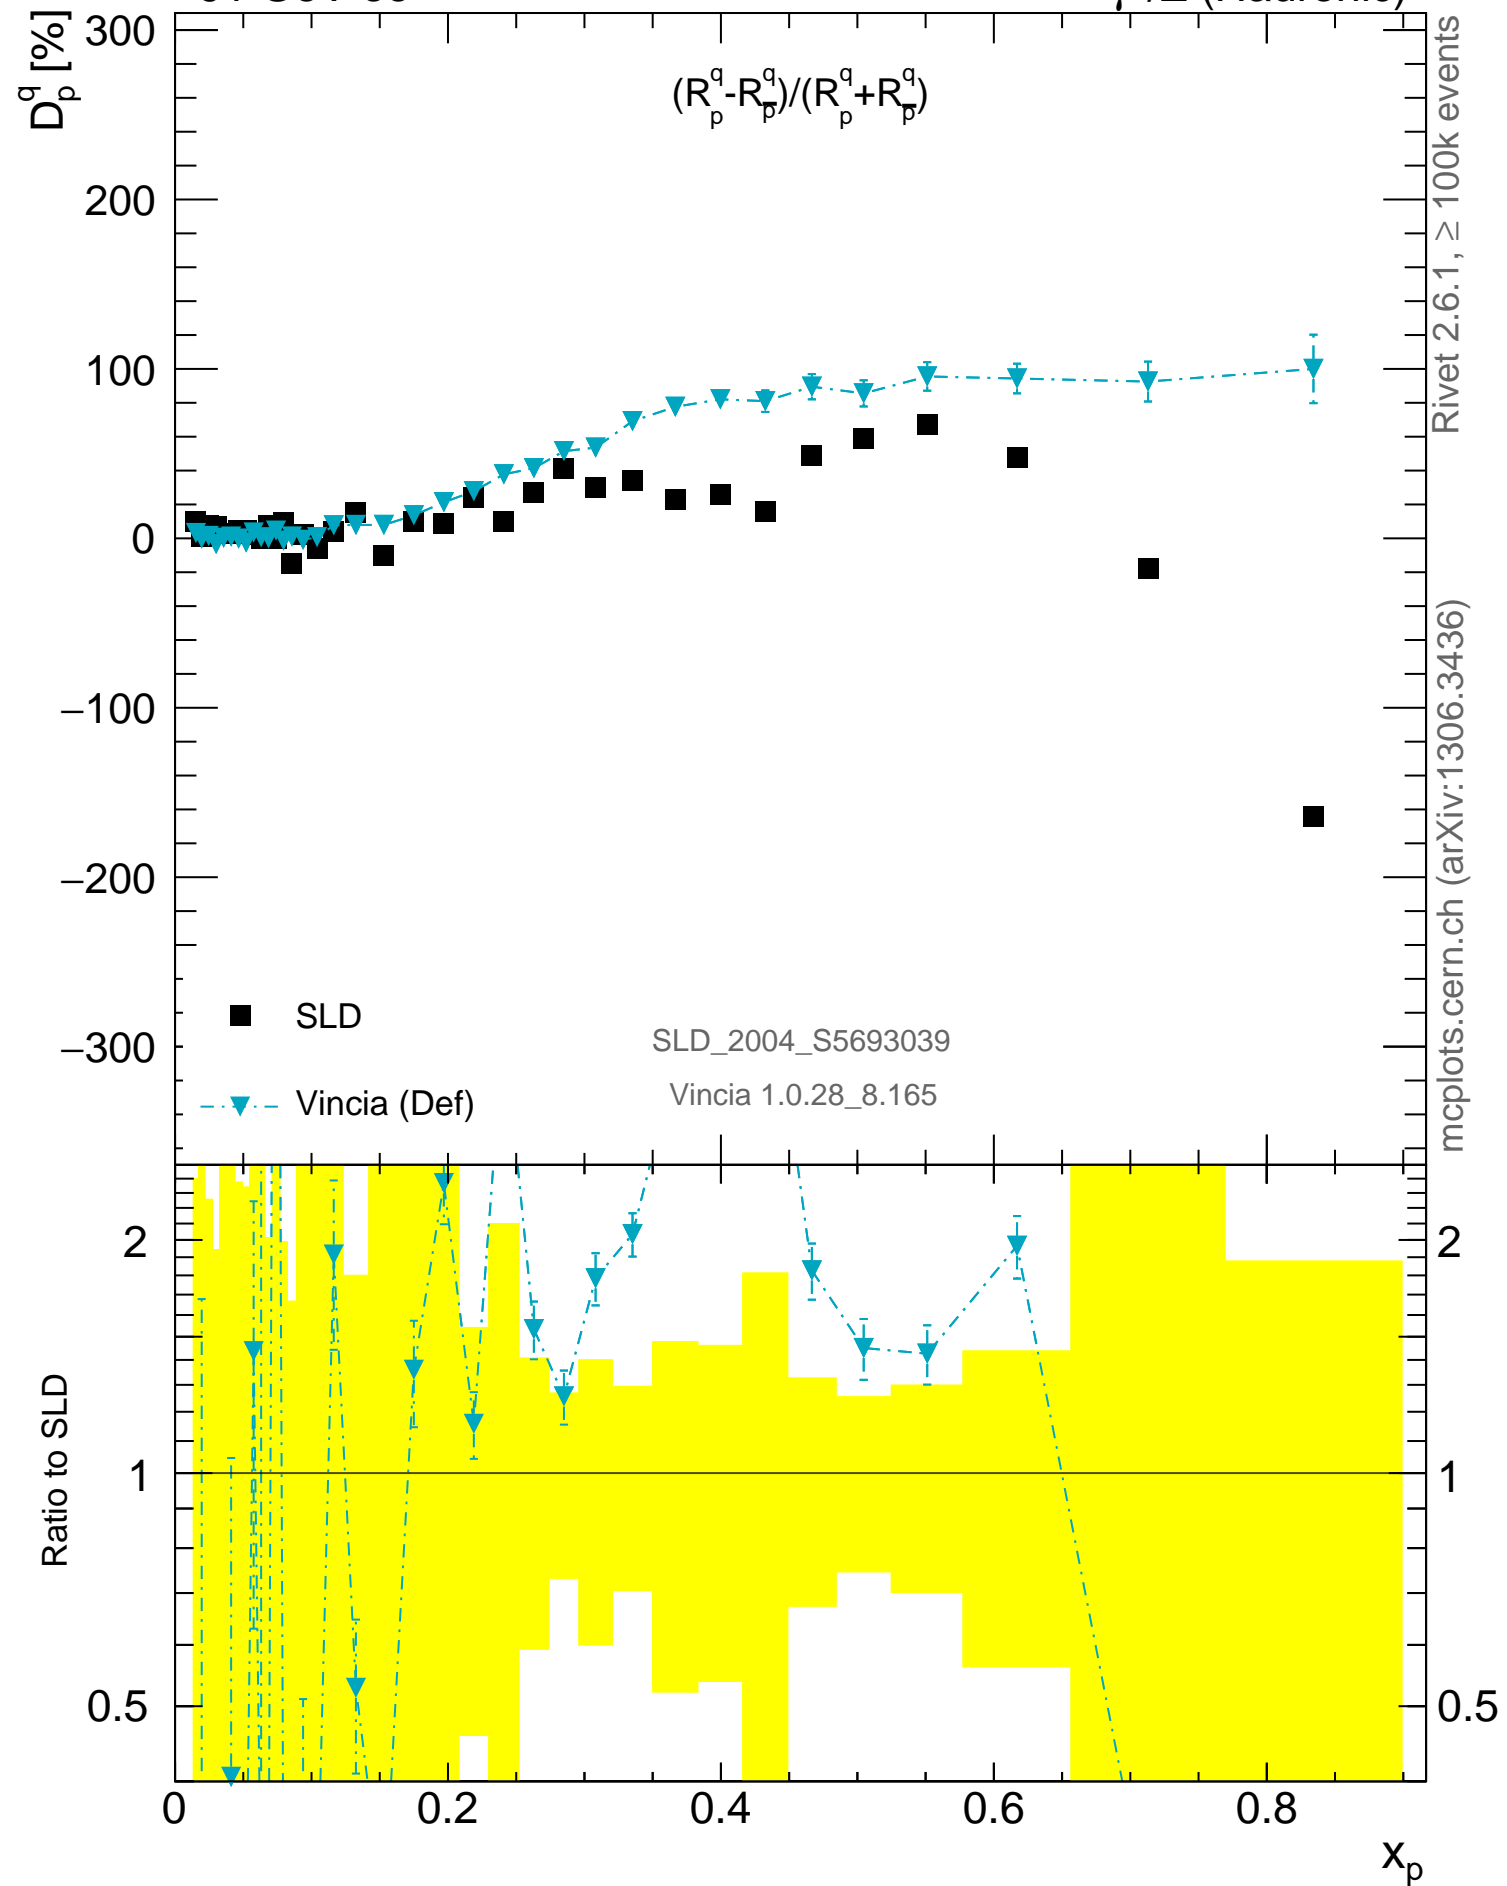 D_p^q [%]
(R_p^q-R_p̅^q)/(R_p^q+R_p̅^q)
300
200
100
0
−100
−200
−300
SLD
Vincia (Def)
SLD_2004_S5693039
Vincia 1.0.28_8.165
Rivet 2.6.1, ≥ 100k events
mcplots.cern.ch (arXiv:1306.3436)
Ratio to SLD
2
1
0.5
2
1
0.5
0 0.2 0.4 0.6 0.8
x_p